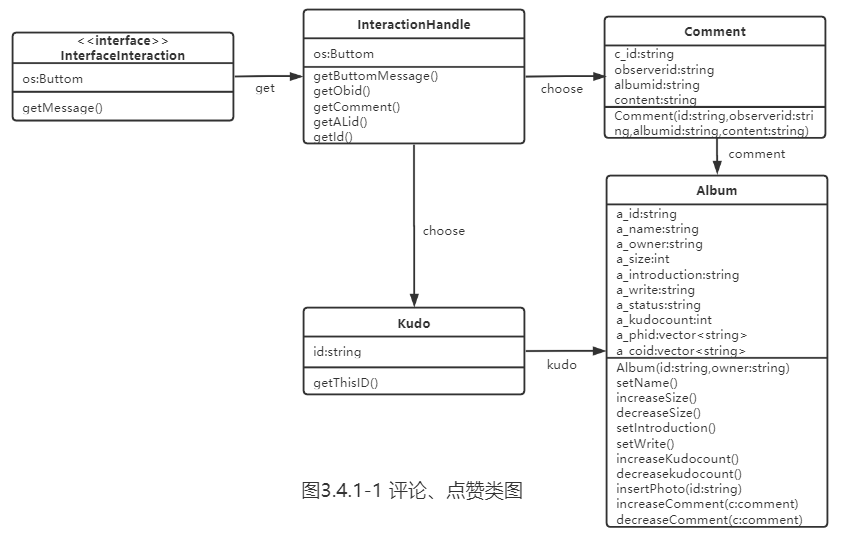 <<interface>>
InterfaceInteraction
os:Buttom
getMessage()
get
InteractionHandle
os:Buttom
getButtomMessage()
getObid()
getComment()
getALid()
getId()
choose
Comment
c_id:string
observerid:string
albumid:string
content:string
Comment(id:string,observerid:stri
ng,albumid:string,content:string)
comment
choose
Kudo
id:string
getThisID()
kudo
Album
a_id:string
a_name:string
a_owner:string
a_size:int
a_introduction:string
a_write:string
a_status:string
a_kudocount:int
a_phid:vector<string>
a_coid:vector<string>
Album(id:string,owner:string)
setName()
increaseSize()
decreaseSize()
setIntroduction()
setWrite()
increaseKudocount()
decreasekudocount()
insertPhoto(id:string)
increaseComment(c:comment)
decreaseComment(c:comment)
图3.4.1-1 评论、点赞类图